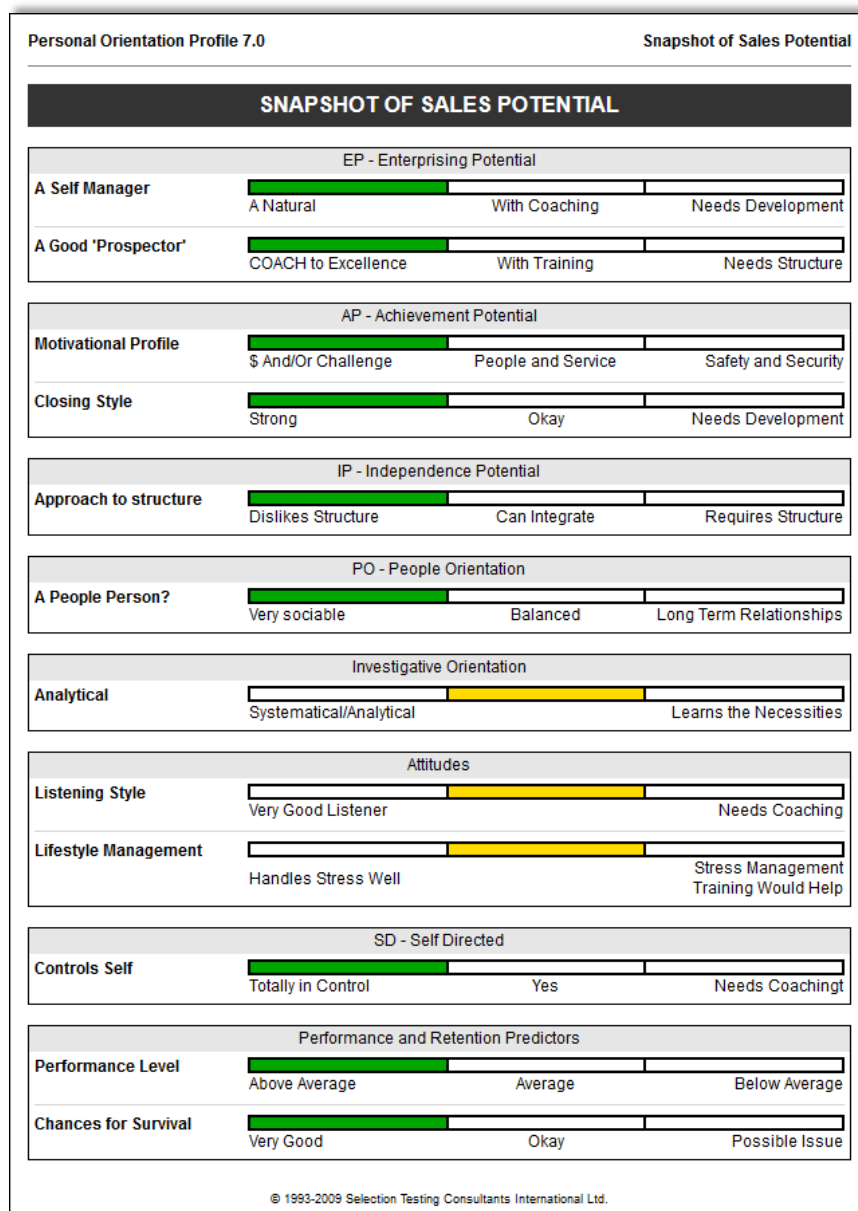 Personal Orientation Profile 7.0 Snapshot of Sales Potential
SNAPSHOT OF SALES POTENTIAL
EP - Enterprising Potential
A Self Manager
A Natural With Coaching Needs Development
A Good 'Prospector'
COACH to Excellence With Training Needs Structure
AP - Achievement Potential
Motivational Profile
$ And/Or Challenge People and Service Safety and Security
Closing Style
Strong Okay Needs Development
IP - Independence Potential
Approach to structure
Dislikes Structure Can Integrate Requires Structure
PO - People Orientation
A People Person?
Very sociable Balanced Long Term Relationships
Investigative Orientation
Analytical
Systematical/Analytical Learns the Necessities
Attitudes
Listening Style
Very Good Listener Needs Coaching
Lifestyle Management
Handles Stress Well Stress Management
Training Would Help
SD - Self Directed
Controls Self
Totally in Control Yes Needs Coachingt
Performance and Retention Predictors
Performance Level
Above Average Average Below Average
Chances for Survival
Very Good Okay Possible Issue
© 1993-2009 Selection Testing Consultants International Ltd.